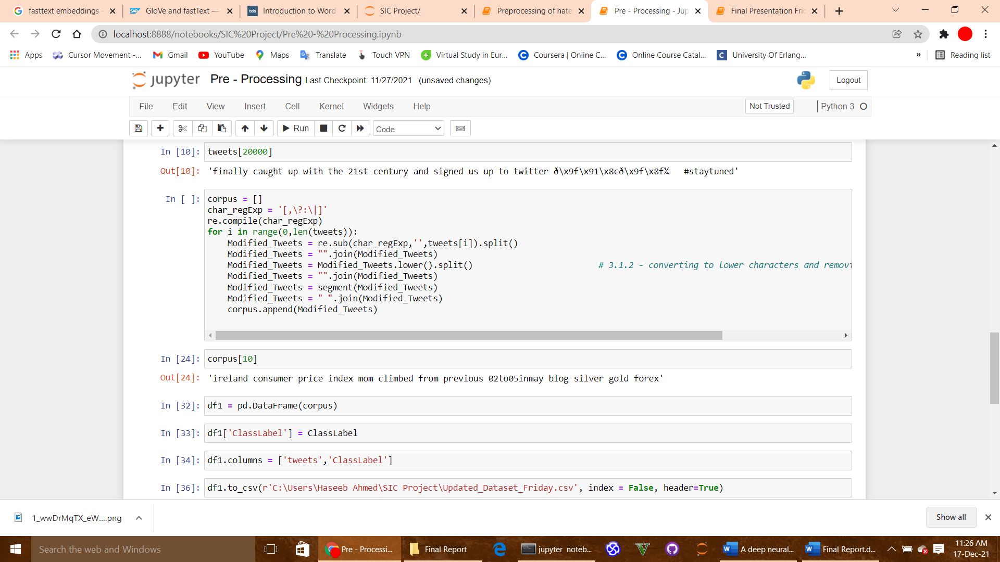 fasttext embeddings -
GloVe and fastText —
tds Introduction to Word
SIC Project/
Preprocessing of hate
Pre - Processing - Jup
Final Presentation Fric
localhost:8888/notebooks/SIC%20Project/Pre%20-%20Processing.ipynb
Apps
Cursor Movement -...
Gmail
YouTube
Maps
Translate
Touch VPN
Virtual Study in Eur...
Coursera | Online C...
Online Course Catal...
University Of Erlang...
»
Reading list
jupyter Pre - Processing Last Checkpoint: 11/27/2021 (unsaved changes)
Logout
File Edit View Insert Cell Kernel Widgets Help
Not Trusted
Python 3
Run
Code
In [10]: tweets[20000]
Out[10]: 'finally caught up with the 21st century and signed us up to twitter ð\x9f\x91\x8cð\x9f\x8f¼   #staytuned'
In [ ]: corpus = []
char_regExp = '[,\?:\|]'
re.compile(char_regExp)
for i in range(0,len(tweets)):
    Modified_Tweets = re.sub(char_regExp,'',tweets[i]).split()
    Modified_Tweets = "".join(Modified_Tweets)
    Modified_Tweets = Modified_Tweets.lower().split()                         # 3.1.2 - converting to lower characters and removi
    Modified_Tweets = "".join(Modified_Tweets)
    Modified_Tweets = segment(Modified_Tweets)
    Modified_Tweets = " ".join(Modified_Tweets)
    corpus.append(Modified_Tweets)
In [24]: corpus[10]
Out[24]: 'ireland consumer price index mom climbed from previous 02to05inmay blog silver gold forex'
In [32]: df1 = pd.DataFrame(corpus)
In [33]: df1['ClassLabel'] = ClassLabel
In [34]: df1.columns = ['tweets','ClassLabel']
In [36]: df1.to_csv(r'C:\Users\Haseeb Ahmed\SIC Project\Updated_Dataset_Friday.csv', index = False, header=True)
1_wwDrMqTX_eW....png
Show all
Search the web and Windows
Pre - Processi...
Final Report
jupyter noteb...
A deep neural...
Final Report.d...
11:26 AM
17-Dec-21